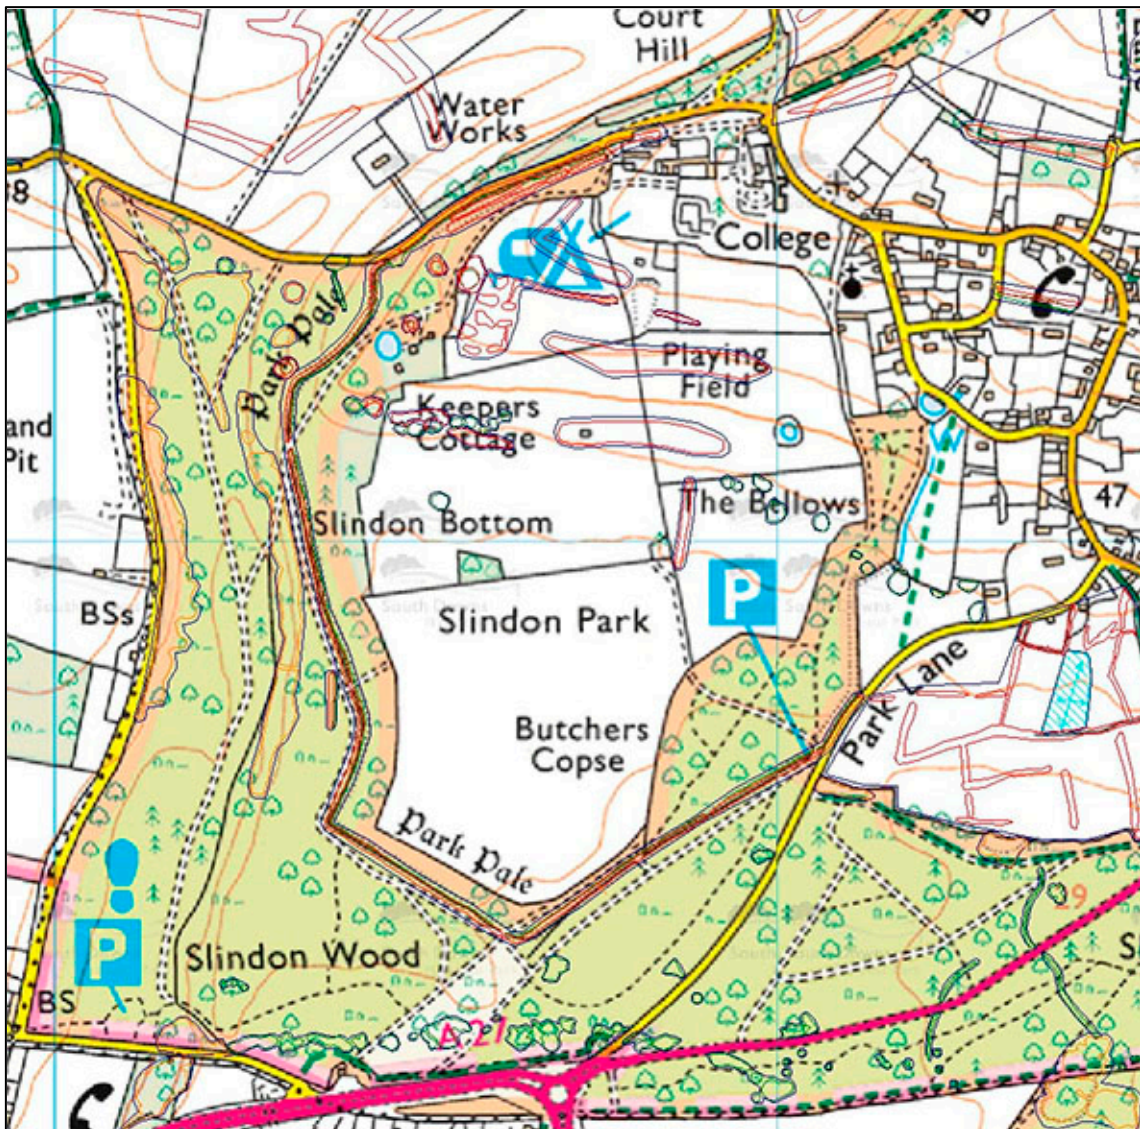 Court
Hill
Water
Works
98
College
Park Pale
Playing
Field
Keepers
Cottage
and
Pit
The Bellows
47
Slindon Bottom
P
BSs
Slindon Park
Park Lane
Butchers
Copse
Park Pale
29
P
Slindon Wood
BS
A 27